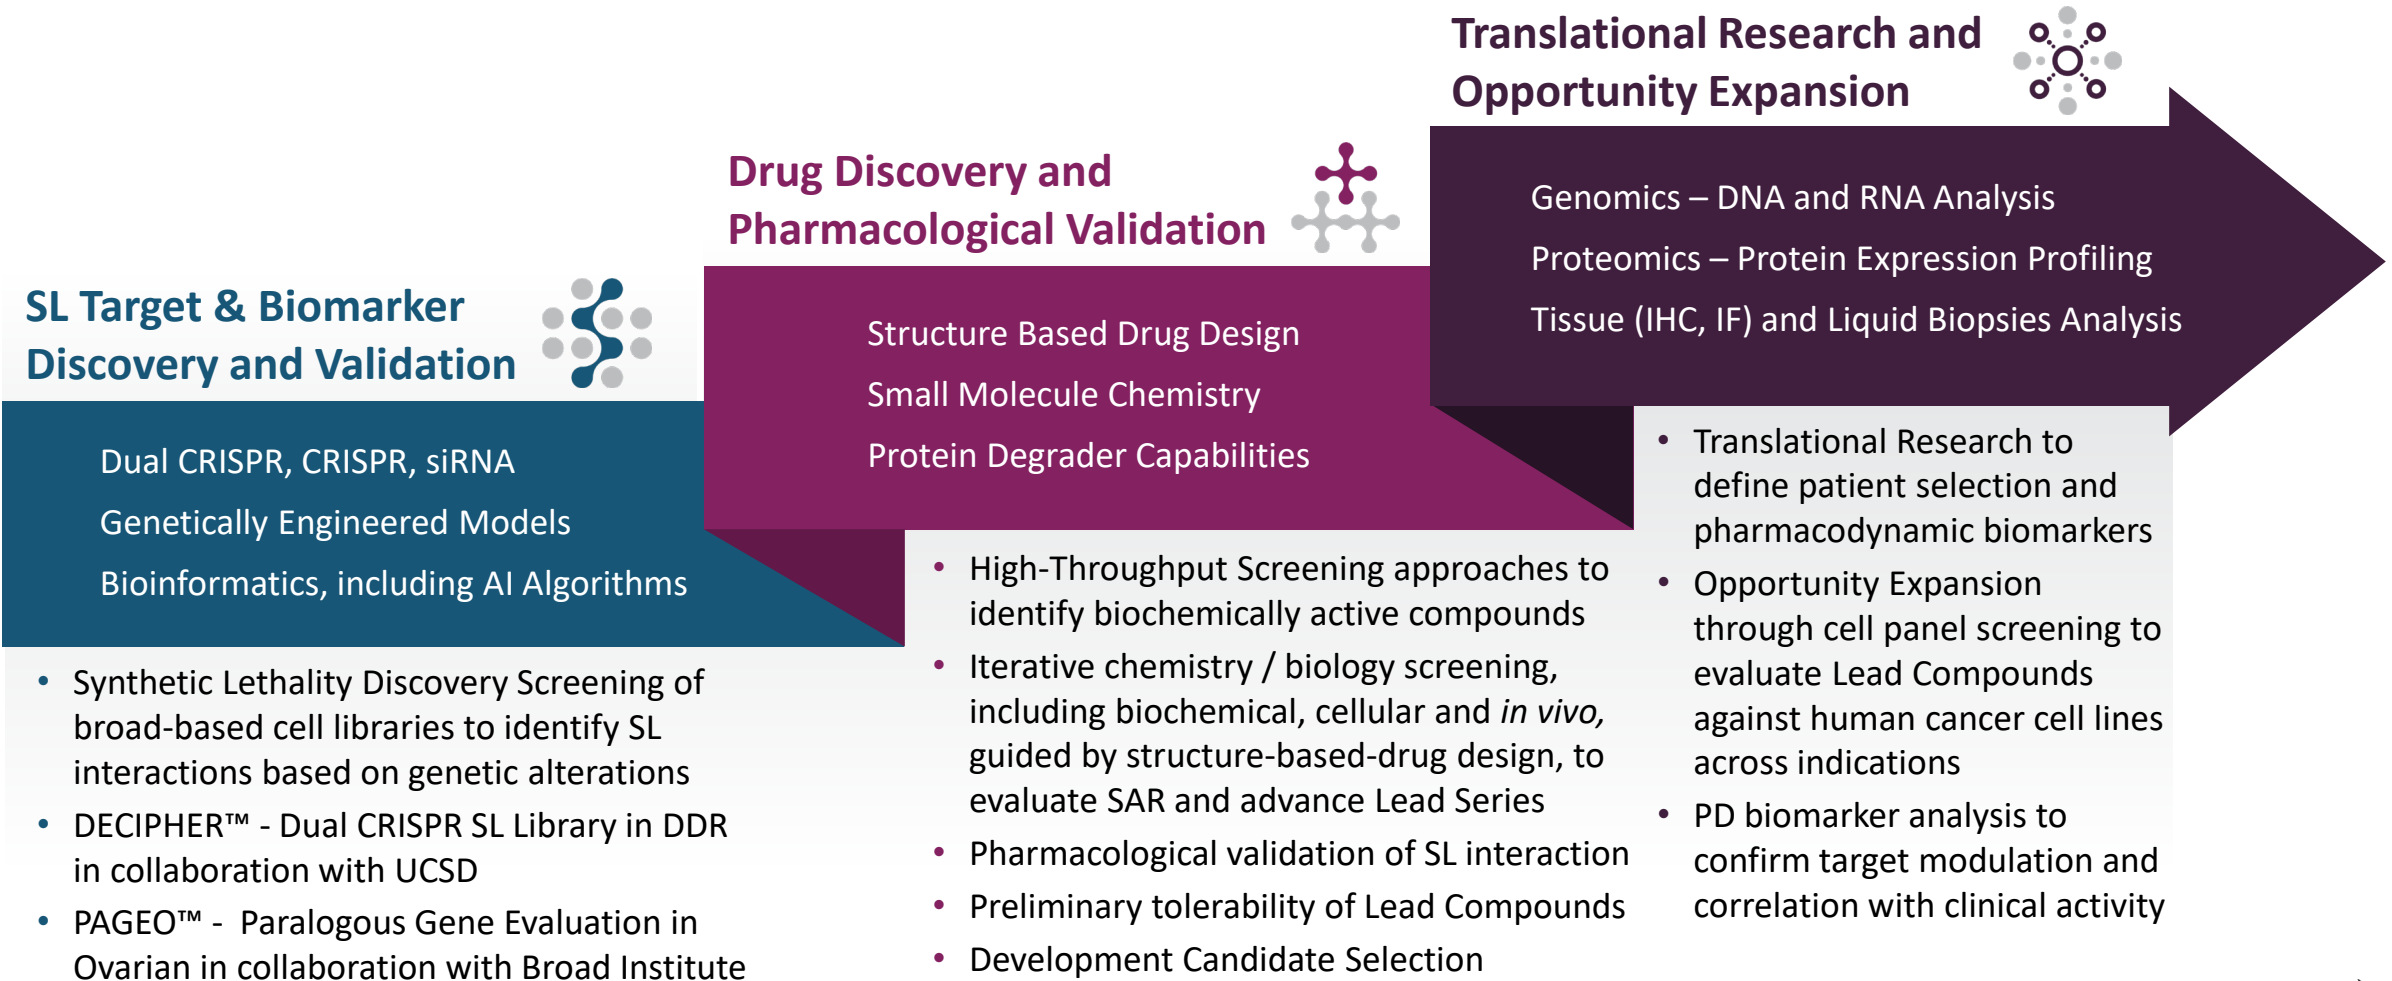 SL Target & Biomarker
Discovery and Validation
Dual CRISPR, CRISPR, siRNA
Genetically Engineered Models
Bioinformatics, including AI Algorithms
• Synthetic Lethality Discovery Screening of
broad-based cell libraries to identify SL
interactions based on genetic alterations
• DECIPHER™ - Dual CRISPR SL Library in DDR
in collaboration with UCSD
• PAGEO™ - Paralogous Gene Evaluation in
Ovarian in collaboration with Broad Institute
Drug Discovery and
Pharmacological Validation
Structure Based Drug Design
Small Molecule Chemistry
Protein Degrader Capabilities
• High-Throughput Screening approaches to
identify biochemically active compounds
• Iterative chemistry / biology screening,
including biochemical, cellular and in vivo,
guided by structure-based-drug design, to
evaluate SAR and advance Lead Series
• Pharmacological validation of SL interaction
• Preliminary tolerability of Lead Compounds
• Development Candidate Selection
Translational Research and
Opportunity Expansion
Genomics – DNA and RNA Analysis
Proteomics – Protein Expression Profiling
Tissue (IHC, IF) and Liquid Biopsies Analysis
• Translational Research to
define patient selection and
pharmacodynamic biomarkers
• Opportunity Expansion
through cell panel screening to
evaluate Lead Compounds
against human cancer cell lines
across indications
• PD biomarker analysis to
confirm target modulation and
correlation with clinical activity